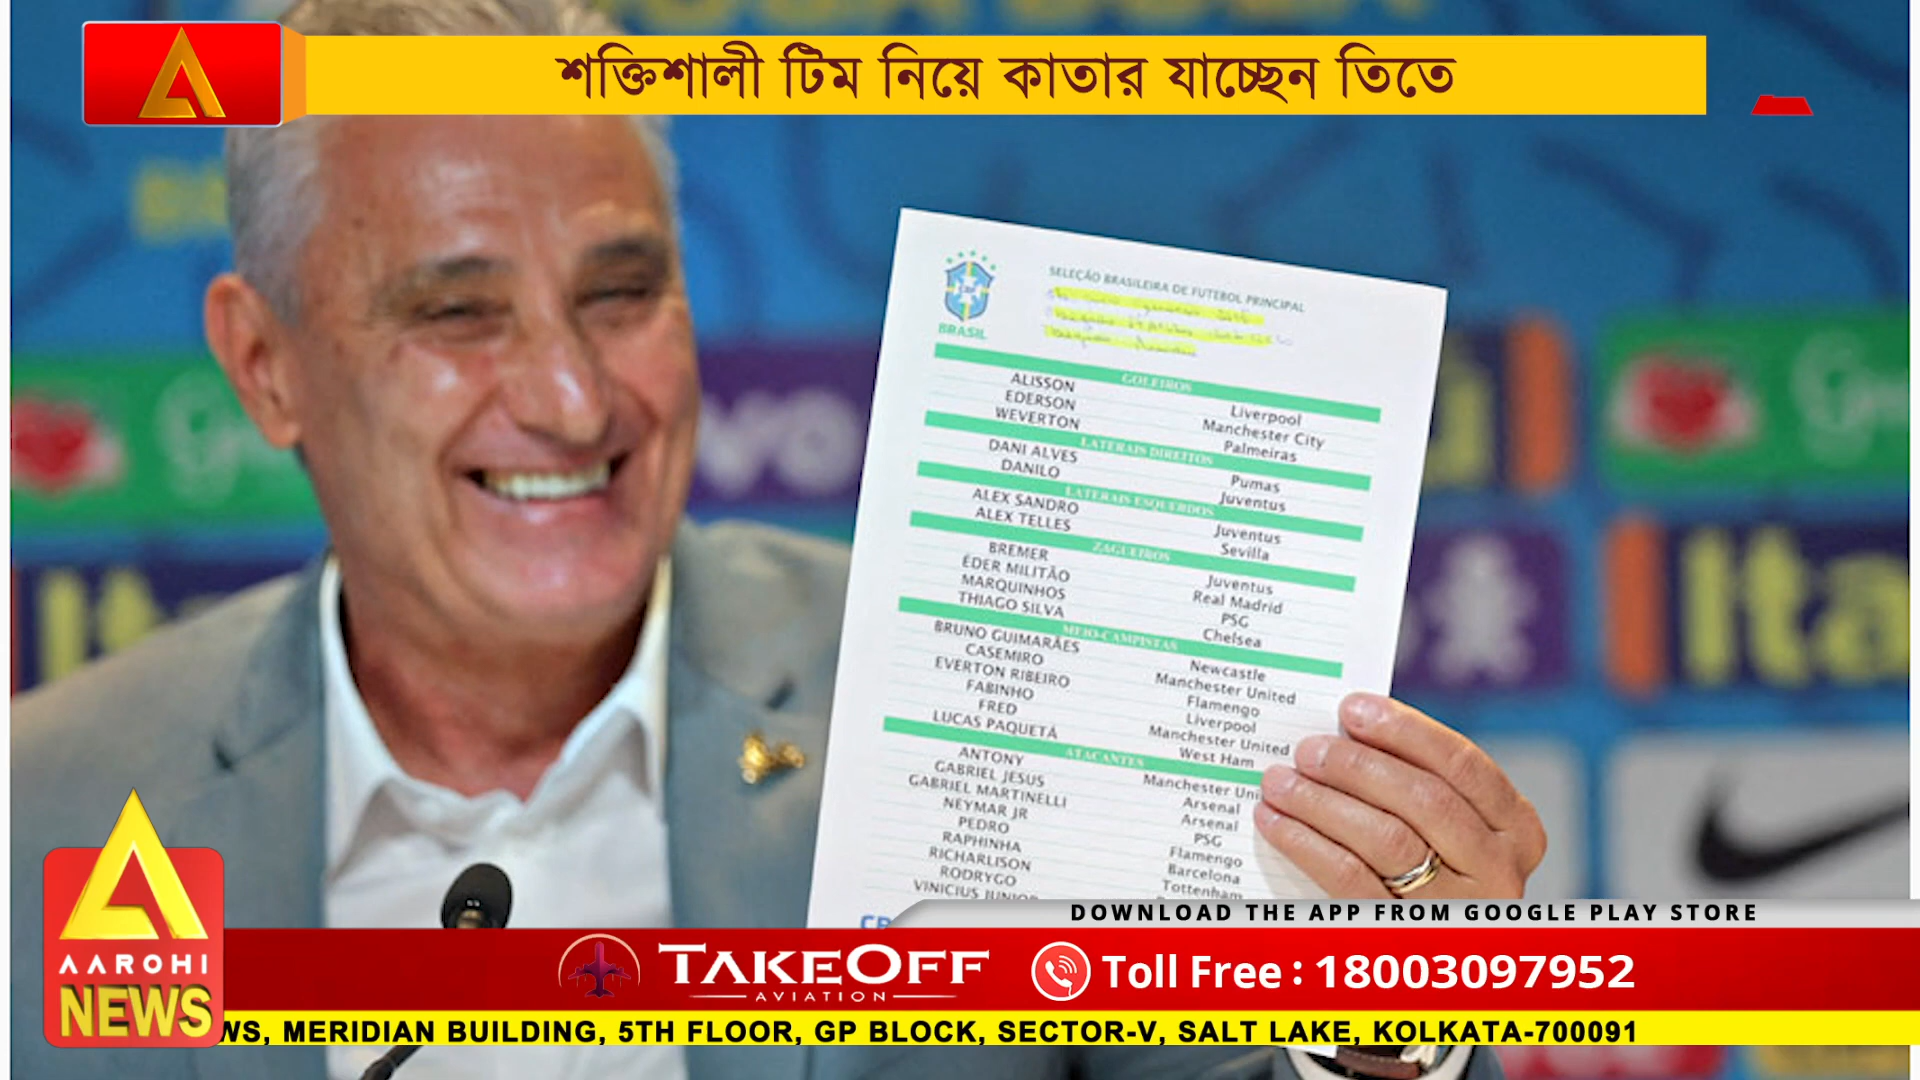 শক্তিশালী টিম নিয়ে কাতার যাচ্ছেন তিতে
SELEÇÃO BRASILEIRA DE FUTEBOL PRINCIPAL
BRASIL
GOLEIROS
ALISSON Liverpool
EDERSON Manchester City
WEVERTON Palmeiras
LATERAIS DIREITOS
DANI ALVES Pumas
DANILO Juventus
LATERAIS ESQUERDOS
ALEX SANDRO Juventus
ALEX TELLES Sevilla
ZAGUEIROS
BREMER Juventus
ÉDER MILITÃO Real Madrid
MARQUINHOS PSG
THIAGO SILVA Chelsea
MEIO-CAMPISTAS
BRUNO GUIMARÃES Newcastle
CASEMIRO Manchester United
EVERTON RIBEIRO Flamengo
FABINHO Liverpool
FRED Manchester United
LUCAS PAQUETÁ West Ham
ATACANTES
ANTONY Manchester Uni
GABRIEL JESUS Arsenal
GABRIEL MARTINELLI Arsenal
NEYMAR JR PSG
PEDRO Flamengo
RAPHINHA Barcelona
RICHARLISON Tottenham
RODRYGO
VINICIUS JUNIOR
DOWNLOAD THE APP FROM GOOGLE PLAY STORE
TAKEOFF
AVIATION
Toll Free : 18003097952
AAROHI
NEWS
WS, MERIDIAN BUILDING, 5TH FLOOR, GP BLOCK, SECTOR-V, SALT LAKE, KOLKATA-700091